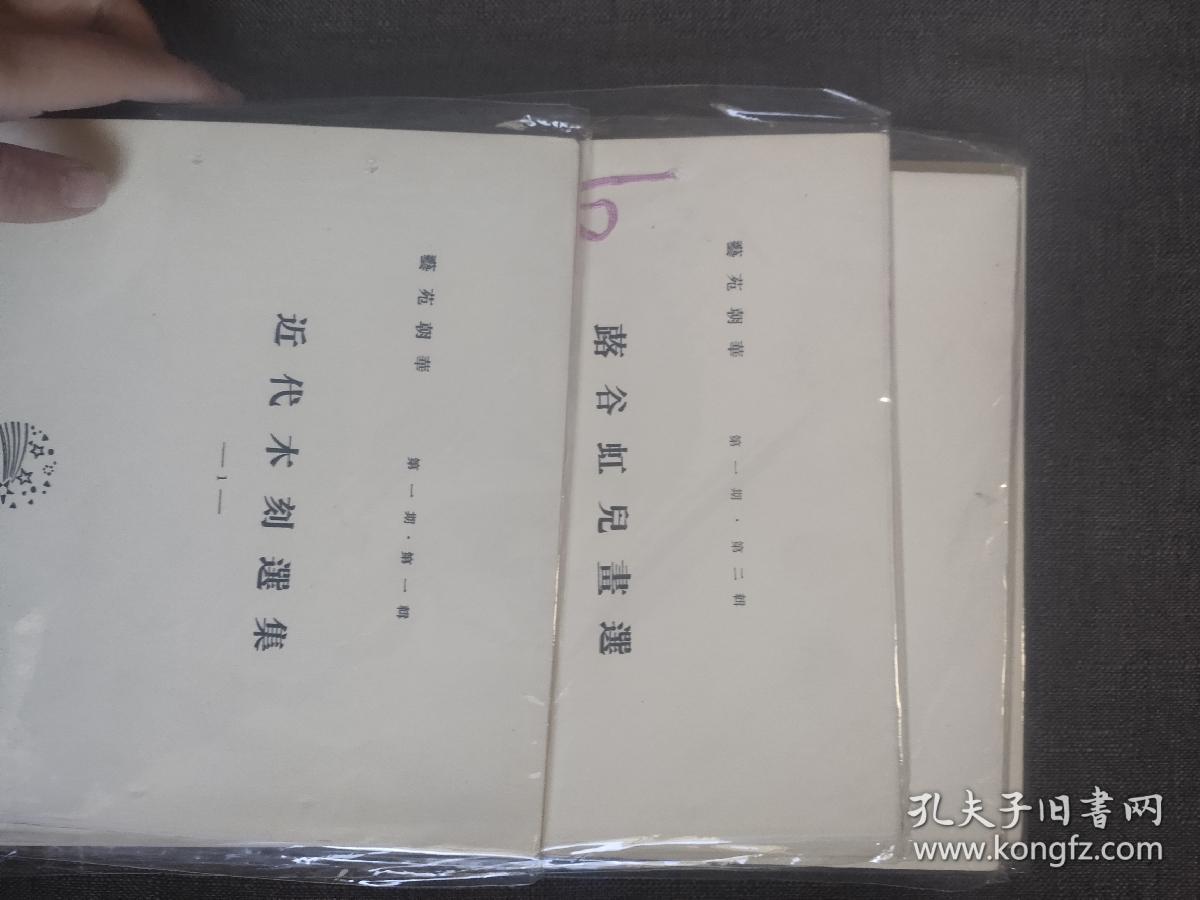 藝苑朝華
第一期·第一輯
近代木刻選集
— 1 —
藝苑朝華
第一期·第二輯
蕗谷虹兒畫選
孔夫子旧书网
www.kongfz.com